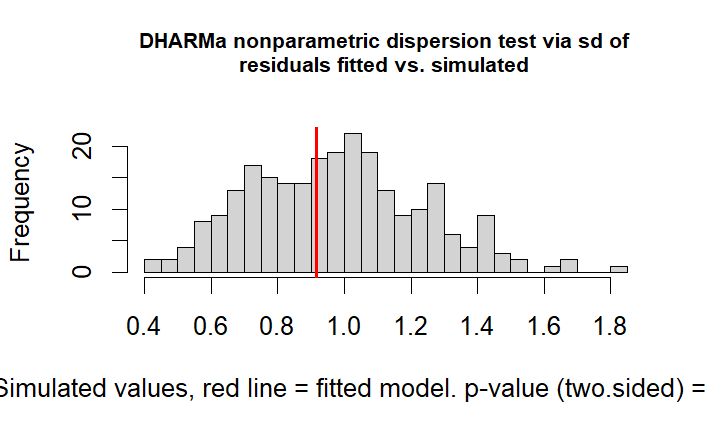 DHARMa nonparametric dispersion test via sd of
residuals fitted vs. simulated
Frequency
20
10
0
0.4 0.6 0.8 1.0 1.2 1.4 1.6 1.8
Simulated values, red line = fitted model. p-value (two.sided) =